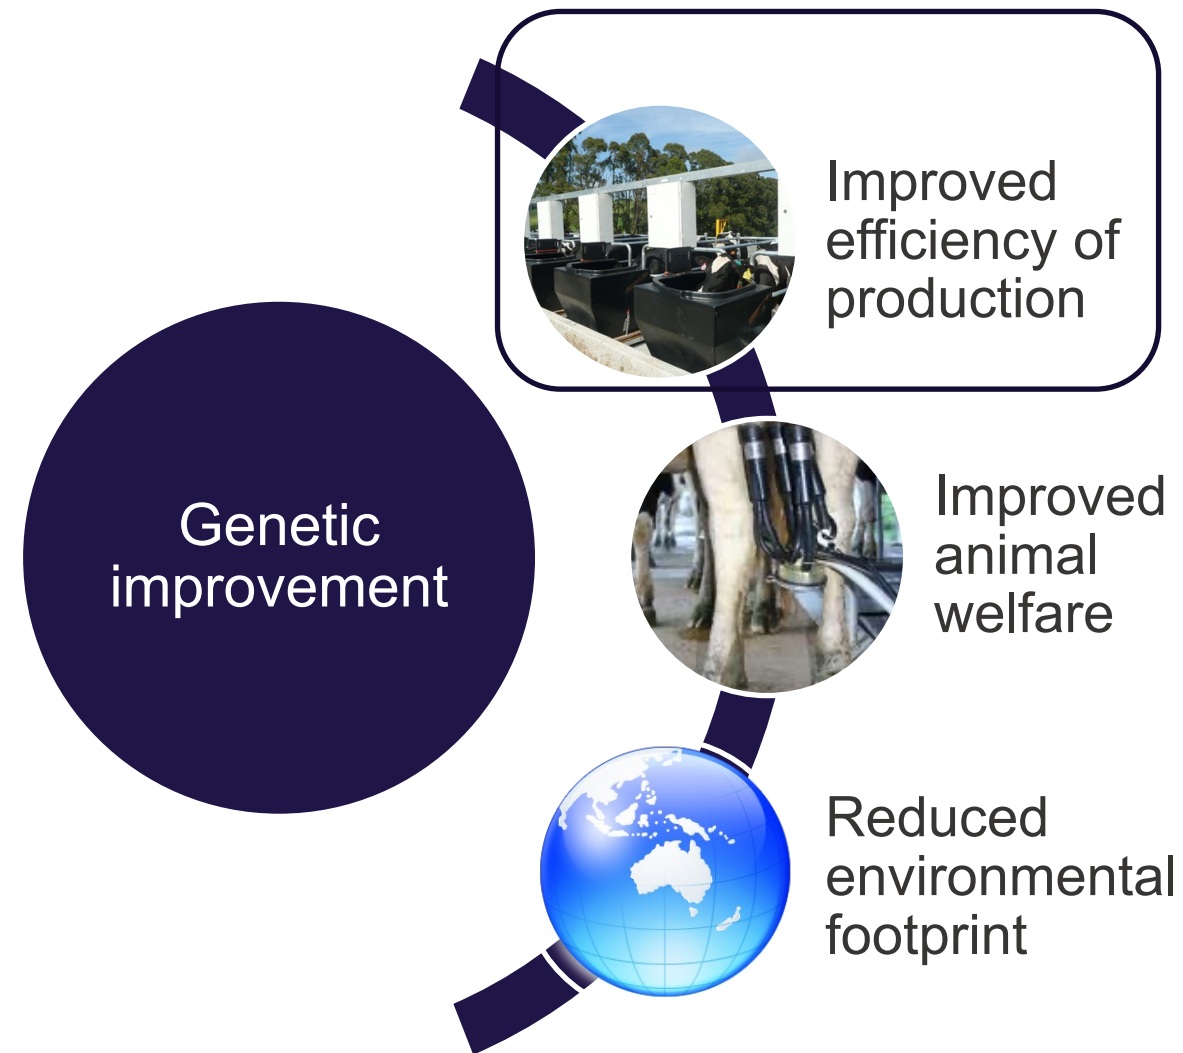 Improved
efficiency of
production
Genetic
improvement
Improved
animal
welfare
Reduced
environmental
footprint